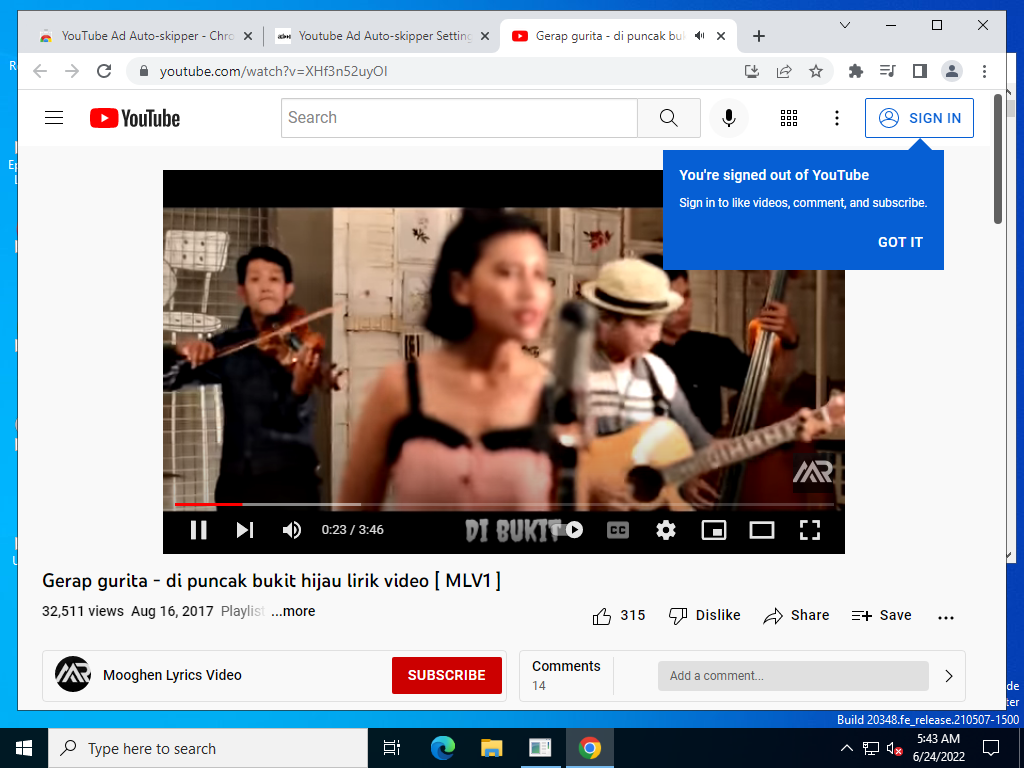 YouTube Ad Auto-skipper - Chro
Youtube Ad Auto-skipper Setting
Gerap gurita - di puncak bu
youtube.com/watch?v=XHf3n52uyOI
YouTube
Search
SIGN IN
You're signed out of YouTube
Sign in to like videos, comment, and subscribe.
GOT IT
MR
0:23 / 3:46
DI BUKIT
CC
Gerap gurita - di puncak bukit hijau lirik video [ MLV1 ]
32,511 views Aug 16, 2017 Playlist ...more
315
Dislike
Share
Save
Mooghen Lyrics Video
SUBSCRIBE
Comments
14
Add a comment...
Build 20348.fe_release.210507-1500
Type here to search
5:43 AM
6/24/2022